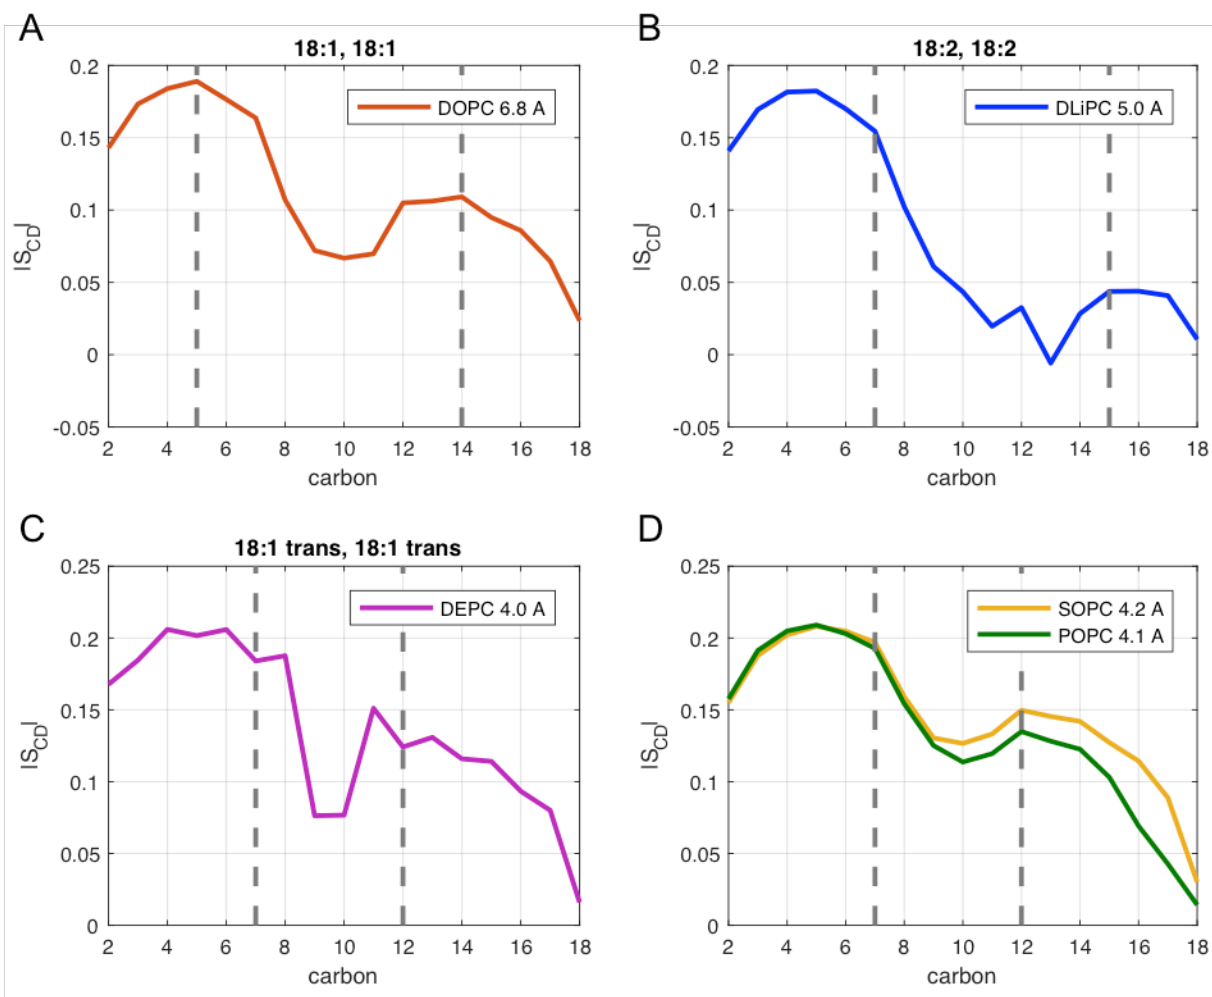 A
18:1, 18:1
DOPC 6.8 A
0.2
0.15
0.1
0.05
0
-0.05
|S_CD|
2 4 6 8 10 12 14 16 18
carbon
B
18:2, 18:2
DLiPC 5.0 A
0.2
0.15
0.1
0.05
0
-0.05
|S_CD|
2 4 6 8 10 12 14 16 18
carbon
C
18:1 trans, 18:1 trans
DEPC 4.0 A
0.25
0.2
0.15
0.1
0.05
0
|S_CD|
2 4 6 8 10 12 14 16 18
carbon
D
SOPC 4.2 A
POPC 4.1 A
0.25
0.2
0.15
0.1
0.05
0
|S_CD|
2 4 6 8 10 12 14 16 18
carbon